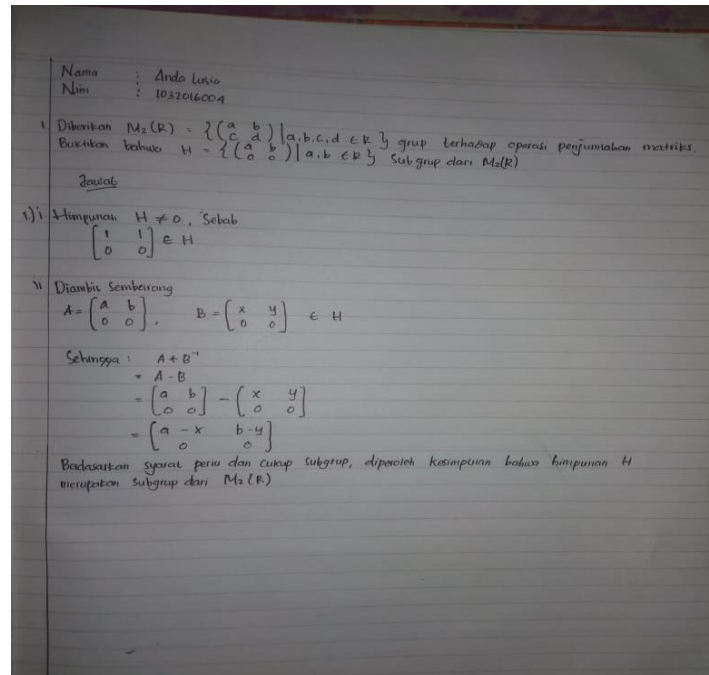 Nama : Anda Lusia
Nim : 1032016004
1 Diberikan M₂(R) = {(a b
c d) | a,b,c,d ∈ R} grup terhadap operasi penjumlahan matriks.
Buktikan bahwa H = {(a b
0 0) | a,b ∈ R} Subgrup dari M₂(R)
Jawab
1) i Himpunan H ≠ 0, Sebab
[1 1
0 0] ∈ H
ii Diambil Sembarang
A = [a b
0 0], B = [x y
0 0] ∈ H
Sehingga : A + B⁻¹
= A - B
= [a b
0 0] - [x y
0 0]
= [a - x b - y
0 0]
Badasarkan syarat perlu dan cukup subgrup, diperoleh kesimpulan bahwa himpunan H
merupakan Subgrup dari M₂(R)